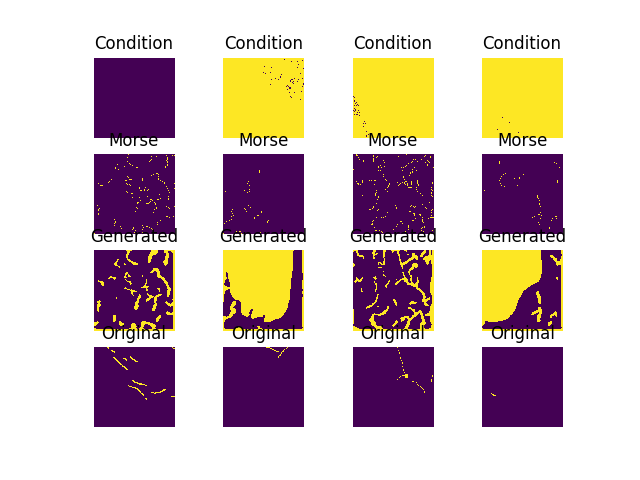 Condition Condition Condition Condition
Morse Morse Morse Morse
Generated Generated Generated Generated
Original Original Original Original